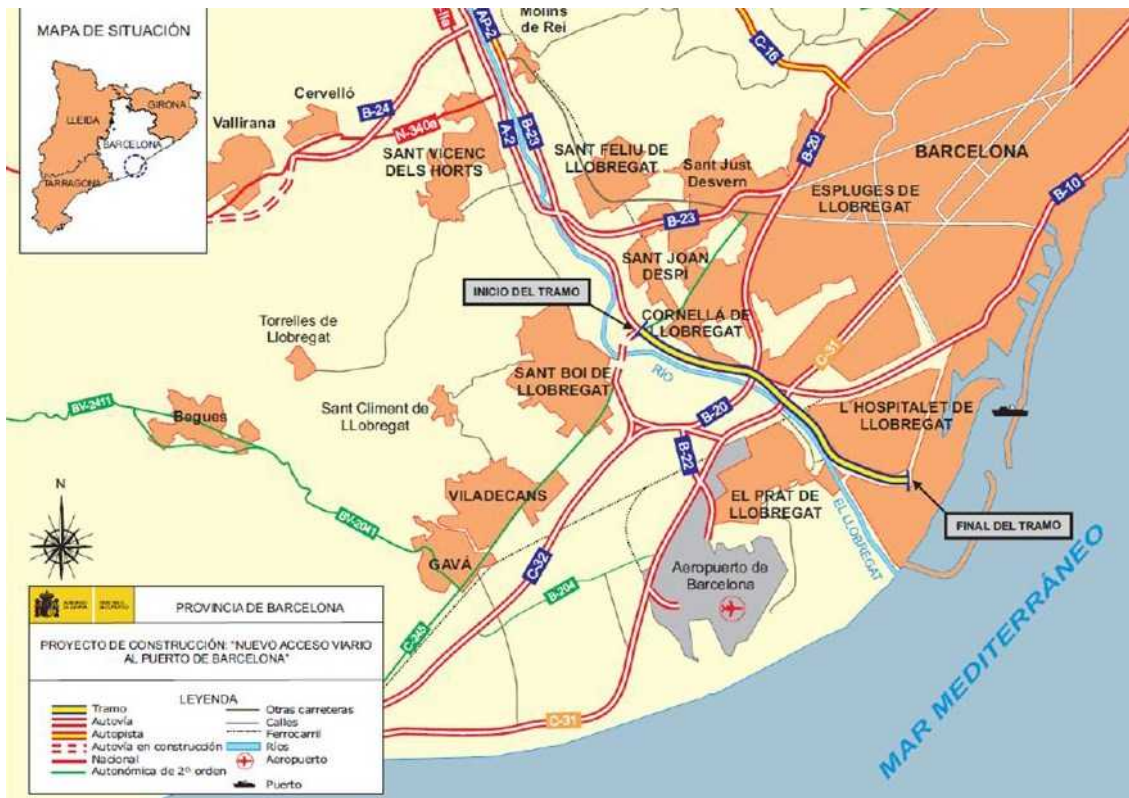 MAPA DE SITUACIÓN
LLEIDA
GIRONA
BARCELONA
TARRAGONA
Molins
de Rei
AP-2
C-16
Cervelló
Vallirana
B-24
N-340a
A-2
B-23
B-20
SANT VICENC
DELS HORTS
SANT FELIU DE
LLOBREGAT
Sant Just
Desvern
BARCELONA
ESPLUGES DE
LLOBREGAT
B-10
B-23
SANT JOAN
DESPÍ
INICIO DEL TRAMO
CORNELLÁ DE
LLOBREGAT
Torrelles de
Llobregat
C-31
RÍO
SANT BOI DE
LLOBREGAT
BV-2411
Begues
Sant Climent de
LLobregat
B-20
B-22
L´HOSPITALET DE
LLOBREGAT
N
VILADECANS
EL PRAT DE
LLOBREGAT
EL LLOBREGAT
FINAL DEL TRAMO
BV-2041
GAVÁ
C-32
Aeropuerto de
Barcelona
B-204
C-245
C-31
MAR MEDITERRÁNEO
PROVINCIA DE BARCELONA
PROYECTO DE CONSTRUCCIÓN: "NUEVO ACCESO VIARIO
AL PUERTO DE BARCELONA"
LEYENDA
Tramo
Autovía
Autopista
Autovía en construcción
Nacional
Autonómica de 2º orden
Otras carreteras
Calles
Ferrocarril
Ríos
Aeropuerto
Puerto